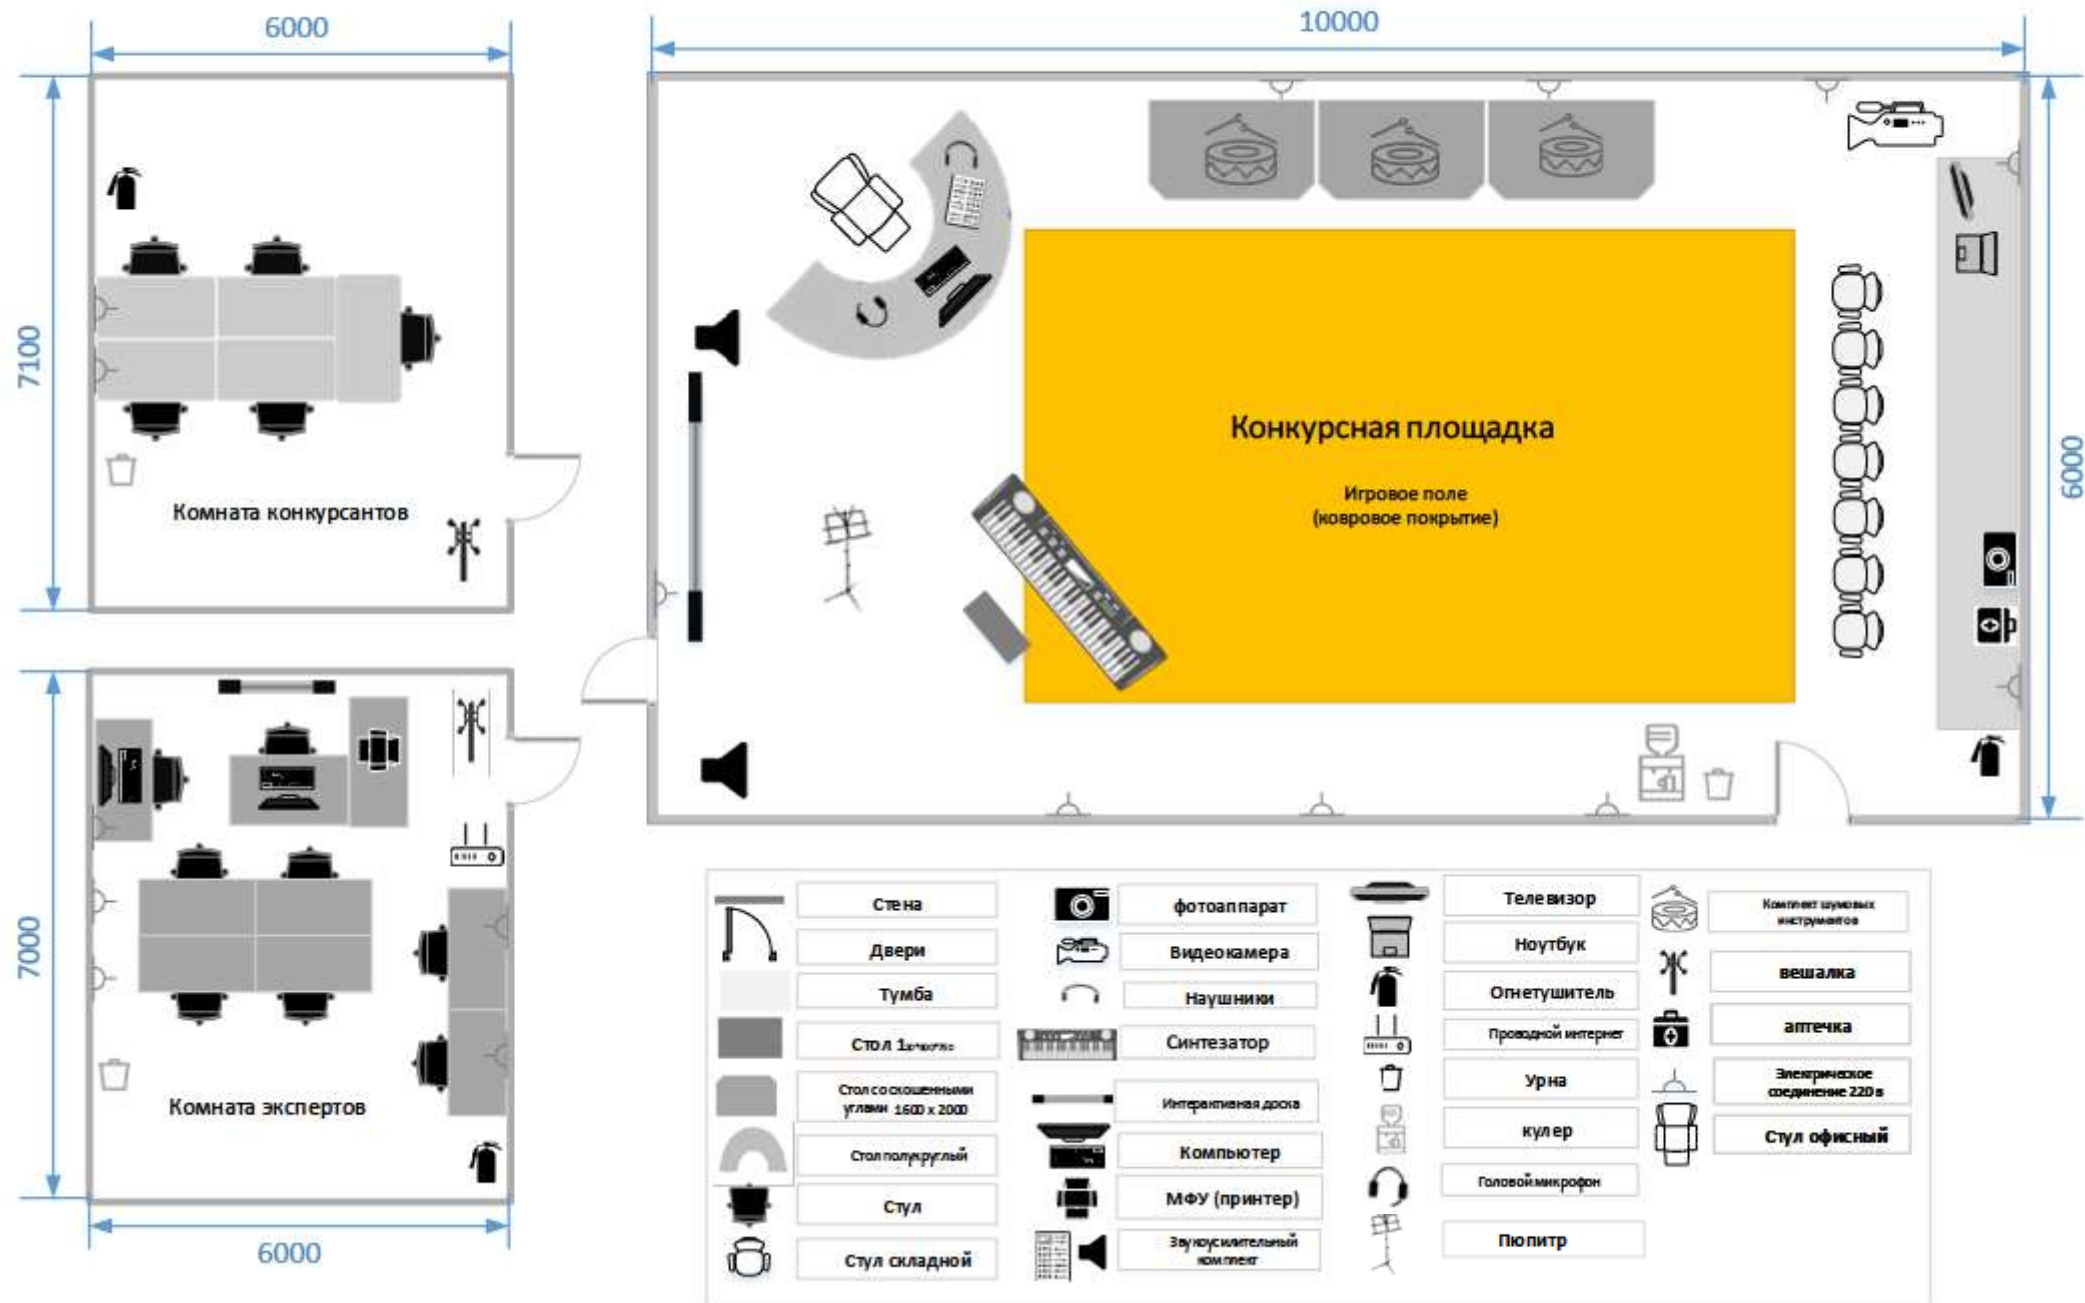 6000
10000
7100
6000
Конкурсная площадка
Игровое поле
(ковровое покрытие)
Комната конкурсантов
7000
Комната экспертов
6000
Стена
Двери
Тумба
Стол 1
Стол со скошенными
углами 1600 x 2000
Стол полукруглый
Стул
Стул складной
фотоаппарат
Видеокамера
Наушники
Синтезатор
Интерактивная доска
Компьютер
МФУ (принтер)
Звукоусилительный
комплект
Телевизор
Ноутбук
Огнетушитель
Проводной интернет
Урна
кулер
Головой микрофон
Пюпитр
Комплект шумовых
инструментов
вешалка
аптечка
Электрическое
соединение 220 в
Стул офисный